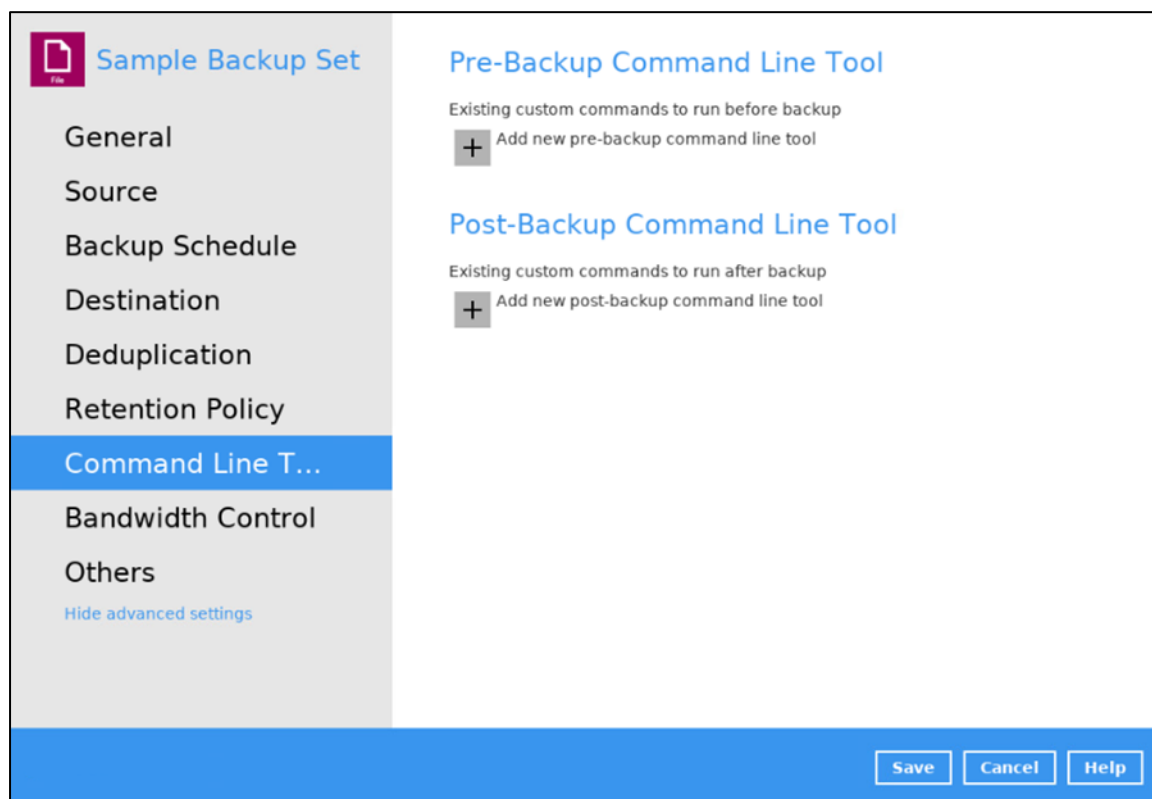 File
Sample Backup Set
General
Source
Backup Schedule
Destination
Deduplication
Retention Policy
Command Line T...
Bandwidth Control
Others
Hide advanced settings
Pre-Backup Command Line Tool
Existing custom commands to run before backup
Add new pre-backup command line tool
Post-Backup Command Line Tool
Existing custom commands to run after backup
Add new post-backup command line tool
Save
Cancel
Help